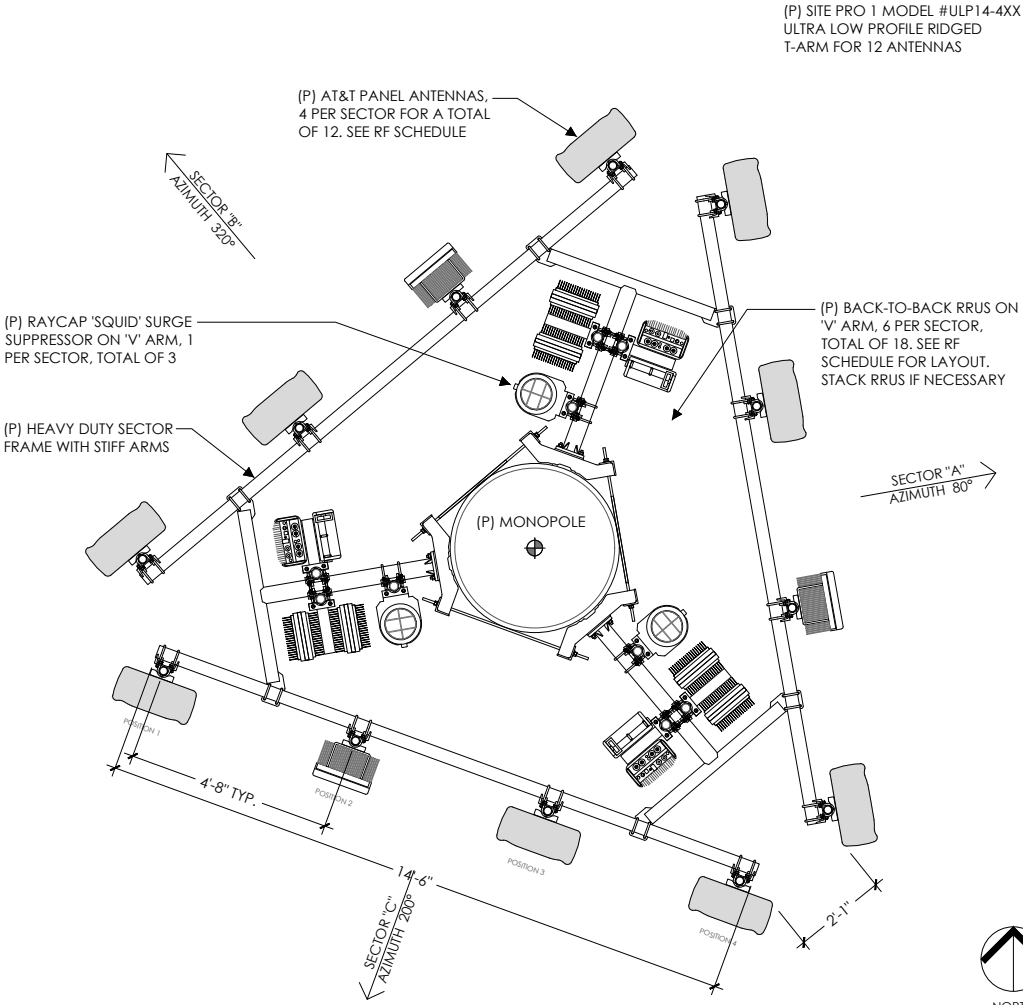 (P) SITE PRO 1 MODEL #ULP14-4XX
ULTRA LOW PROFILE RIDGED
T-ARM FOR 12 ANTENNAS
(P) AT&T PANEL ANTENNAS,
4 PER SECTOR FOR A TOTAL
OF 12. SEE RF SCHEDULE
SECTOR "B"
AZIMUTH 320°
(P) RAYCAP 'SQUID' SURGE
SUPPRESSOR ON 'V' ARM, 1
PER SECTOR, TOTAL OF 3
(P) BACK-TO-BACK RRUS ON
'V' ARM, 6 PER SECTOR,
TOTAL OF 18. SEE RF
SCHEDULE FOR LAYOUT.
STACK RRUS IF NECESSARY
(P) HEAVY DUTY SECTOR
FRAME WITH STIFF ARMS
SECTOR "A"
AZIMUTH 80°
(P) MONOPOLE
POSITION 1
4'-8" TYP.
POSITION 2
POSITION 3
14'-6"
POSITION 4
2'-1"
SECTOR "C"
AZIMUTH 200°